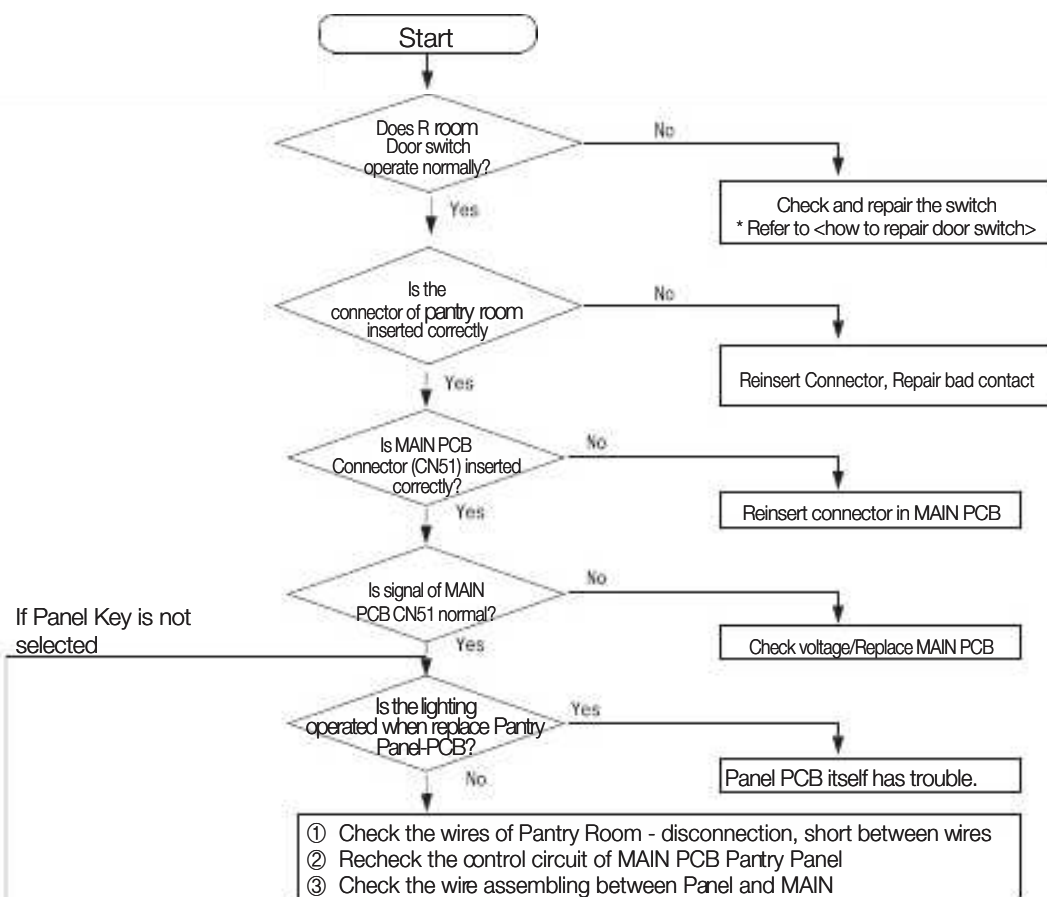 Start
Does R room
Door switch
operate normally?
No
Check and repair the switch
* Refer to <how to repair door switch>
Yes
Is the
connector of pantry room
inserted correctly
No
Reinsert Connector, Repair bad contact
Yes
Is MAIN PCB
Connector (CN51) inserted
correctly?
No
Reinsert connector in MAIN PCB
Yes
Is signal of MAIN
PCB CN51 normal?
No
Check voltage/Replace MAIN PCB
Yes
If Panel Key is not
selected
Is the lighting
operated when replace Pantry
Panel-PCB?
Yes
Panel PCB itself has trouble.
No
① Check the wires of Pantry Room - disconnection, short between wires
② Recheck the control circuit of MAIN PCB Pantry Panel
③ Check the wire assembling between Panel and MAIN